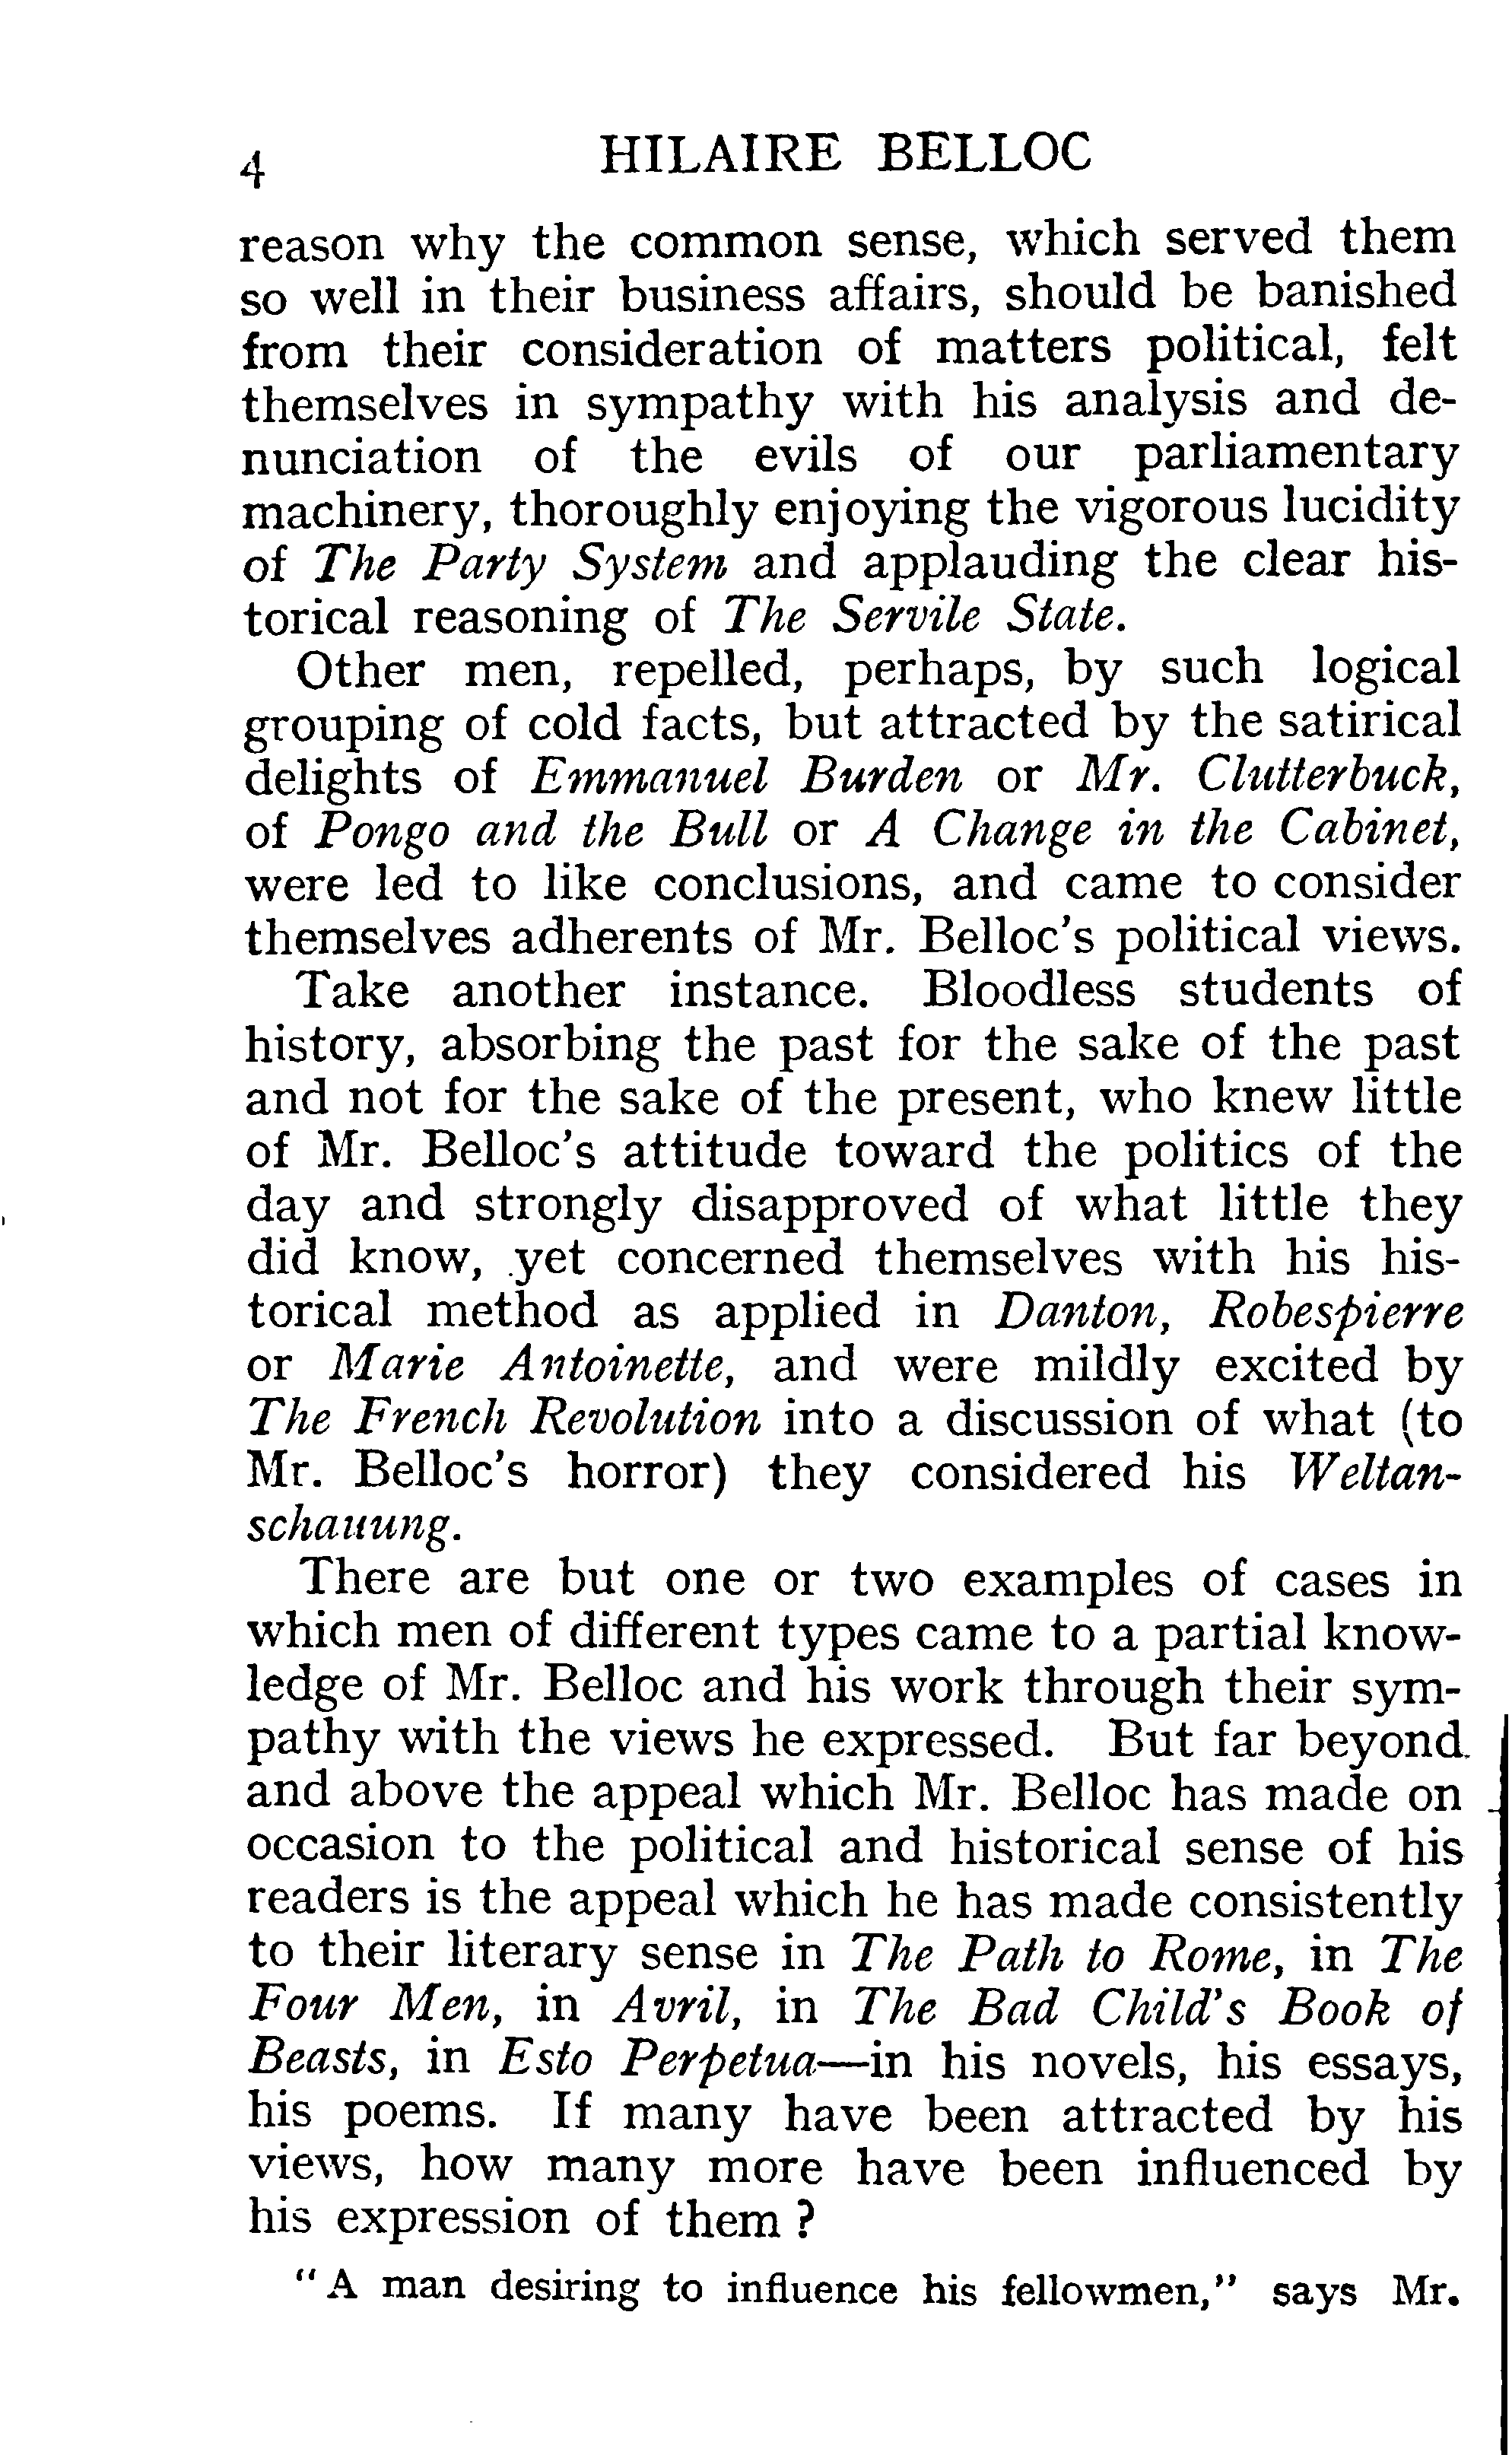 4 HILAIRE BELLOC
reason why the common sense, which served them
so well in their business affairs, should be banished
from their consideration of matters political, felt
themselves in sympathy with his analysis and de-
nunciation of the evils of our parliamentary
machinery, thoroughly enjoying the vigorous lucidity
of The Party System and applauding the clear his-
torical reasoning of The Servile State.
Other men, repelled, perhaps, by such logical
grouping of cold facts, but attracted by the satirical
delights of Emmanuel Burden or Mr. Clutterbuck,
of Pongo and the Bull or A Change in the Cabinet,
were led to like conclusions, and came to consider
themselves adherents of Mr. Belloc's political views.
Take another instance. Bloodless students of
history, absorbing the past for the sake of the past
and not for the sake of the present, who knew little
of Mr. Belloc's attitude toward the politics of the
day and strongly disapproved of what little they
did know, yet concerned themselves with his his-
torical method as applied in Danton, Robespierre
or Marie Antoinette, and were mildly excited by
The French Revolution into a discussion of what (to
Mr. Belloc's horror) they considered his Weltan-
schauung.
There are but one or two examples of cases in
which men of different types came to a partial know-
ledge of Mr. Belloc and his work through their sym-
pathy with the views he expressed. But far beyond
and above the appeal which Mr. Belloc has made on
occasion to the political and historical sense of his
readers is the appeal which he has made consistently
to their literary sense in The Path to Rome, in The
Four Men, in Avril, in The Bad Child's Book of
Beasts, in Esto Perpetua—in his novels, his essays,
his poems. If many have been attracted by his
views, how many more have been influenced by
his expression of them ?
"A man desiring to influence his fellowmen," says Mr.